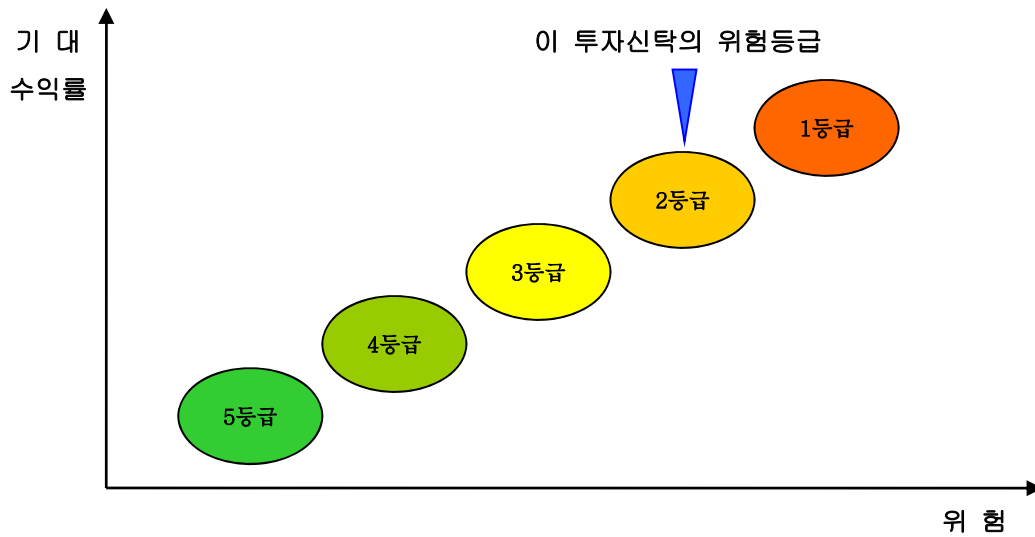 기 대
수익률
이 투자신탁의 위험등급
1등급
2등급
3등급
4등급
5등급
위 험